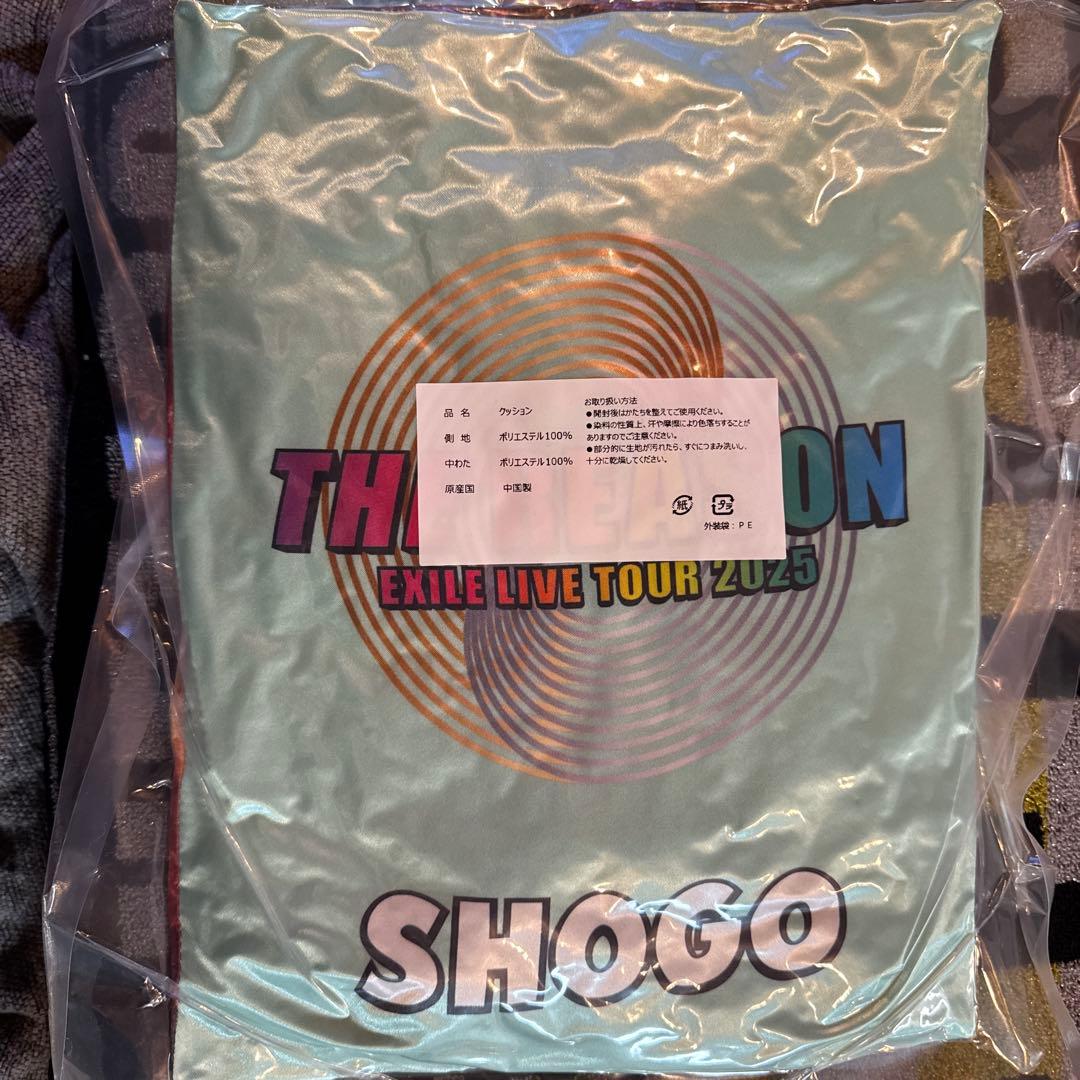 品名 クッション
側地 ポリエステル100%
中わた ポリエステル100%
原産国 中国製
お取り扱い方法
●開封後はかたちを整えてご使用ください。
●染料の性質上、汗や摩擦により色落ちすることが
ありますのでご注意ください。
●部分的に生地が汚れたら、すぐにつまみ洗いし、
十分に乾燥してください。
紙 プラ
外装袋：PE
EXILE LIVE TOUR 2025
SHOGO